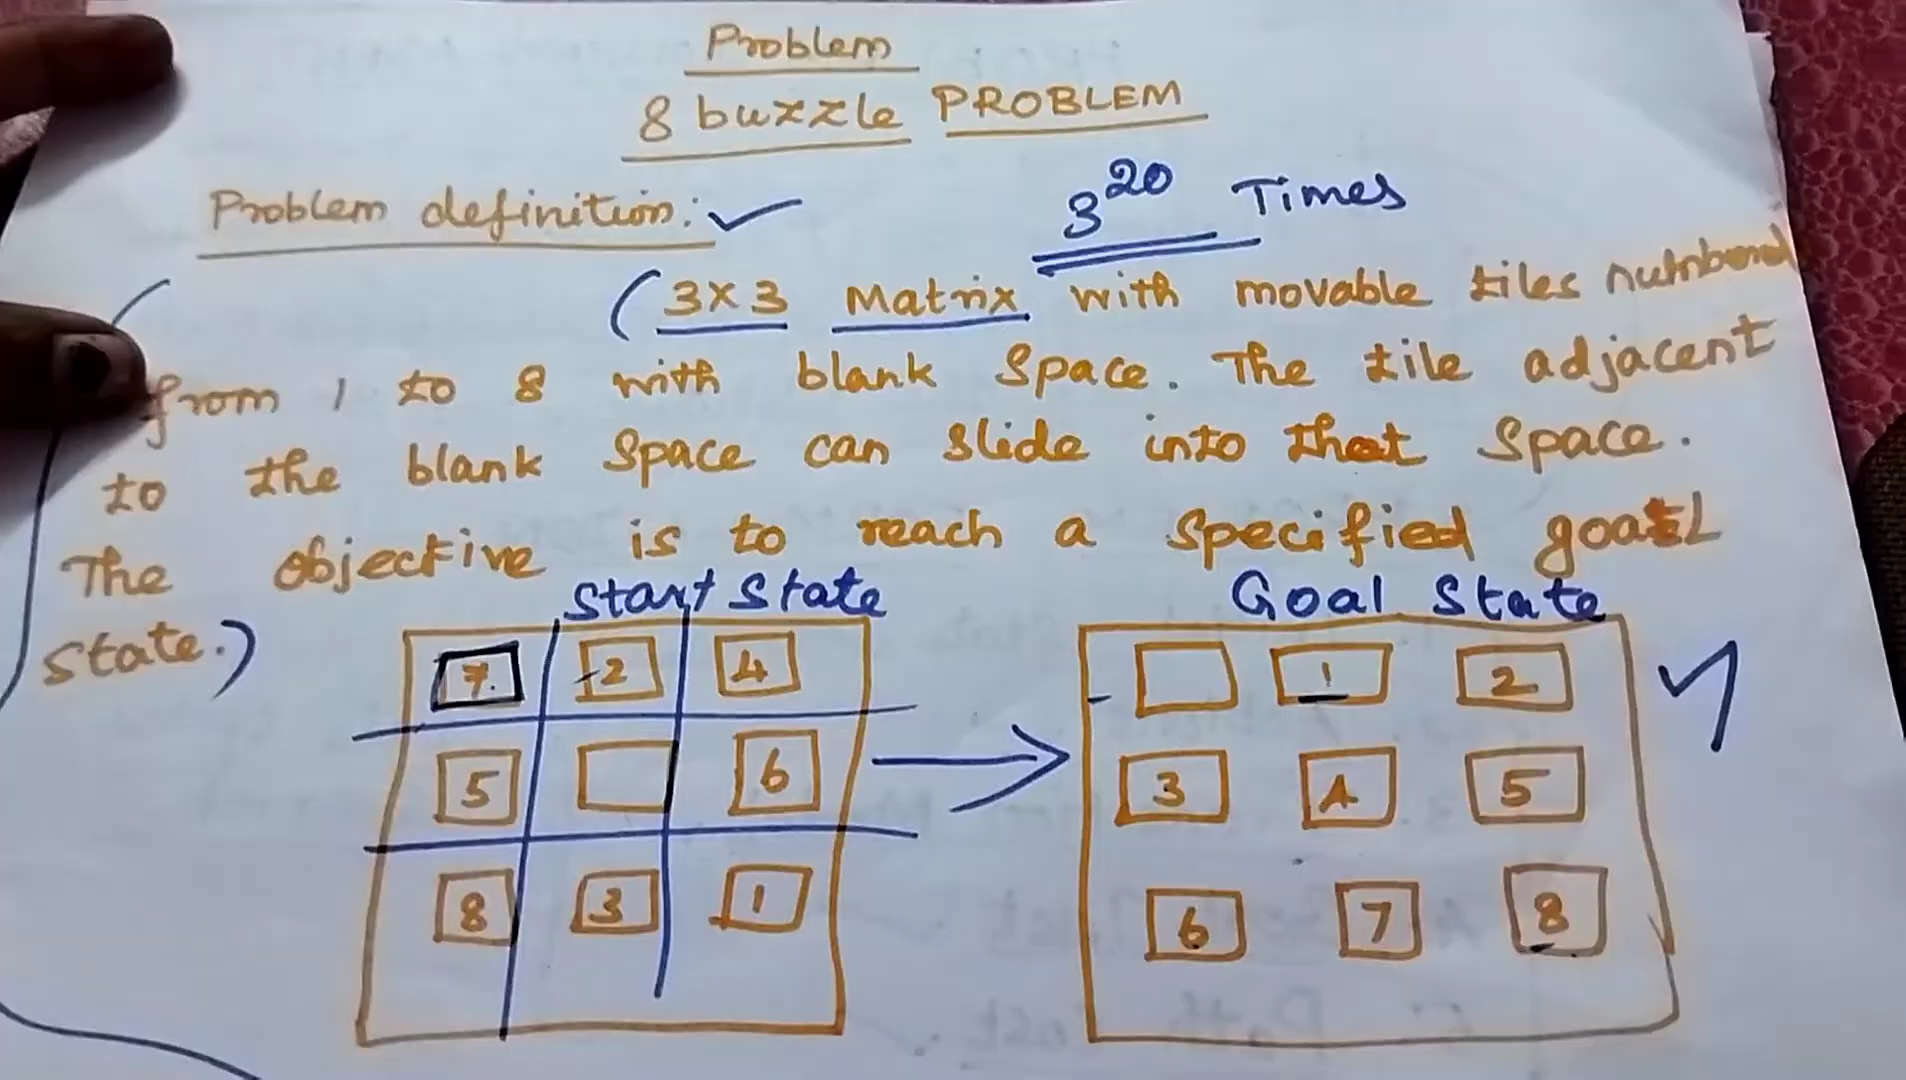 Problem
8 buzzle PROBLEM
Problem definition:
3²⁰ Times
(3x3 Matrix with movable tiles numbered
from 1 to 8 with blank Space. The tile adjacent
to the blank Space can slide into that Space.
The objective is to reach a specified goal
state.)
Start State
Goal State
7 2 4
5 6
8 3 1
1 2
3 4 5
6 7 8